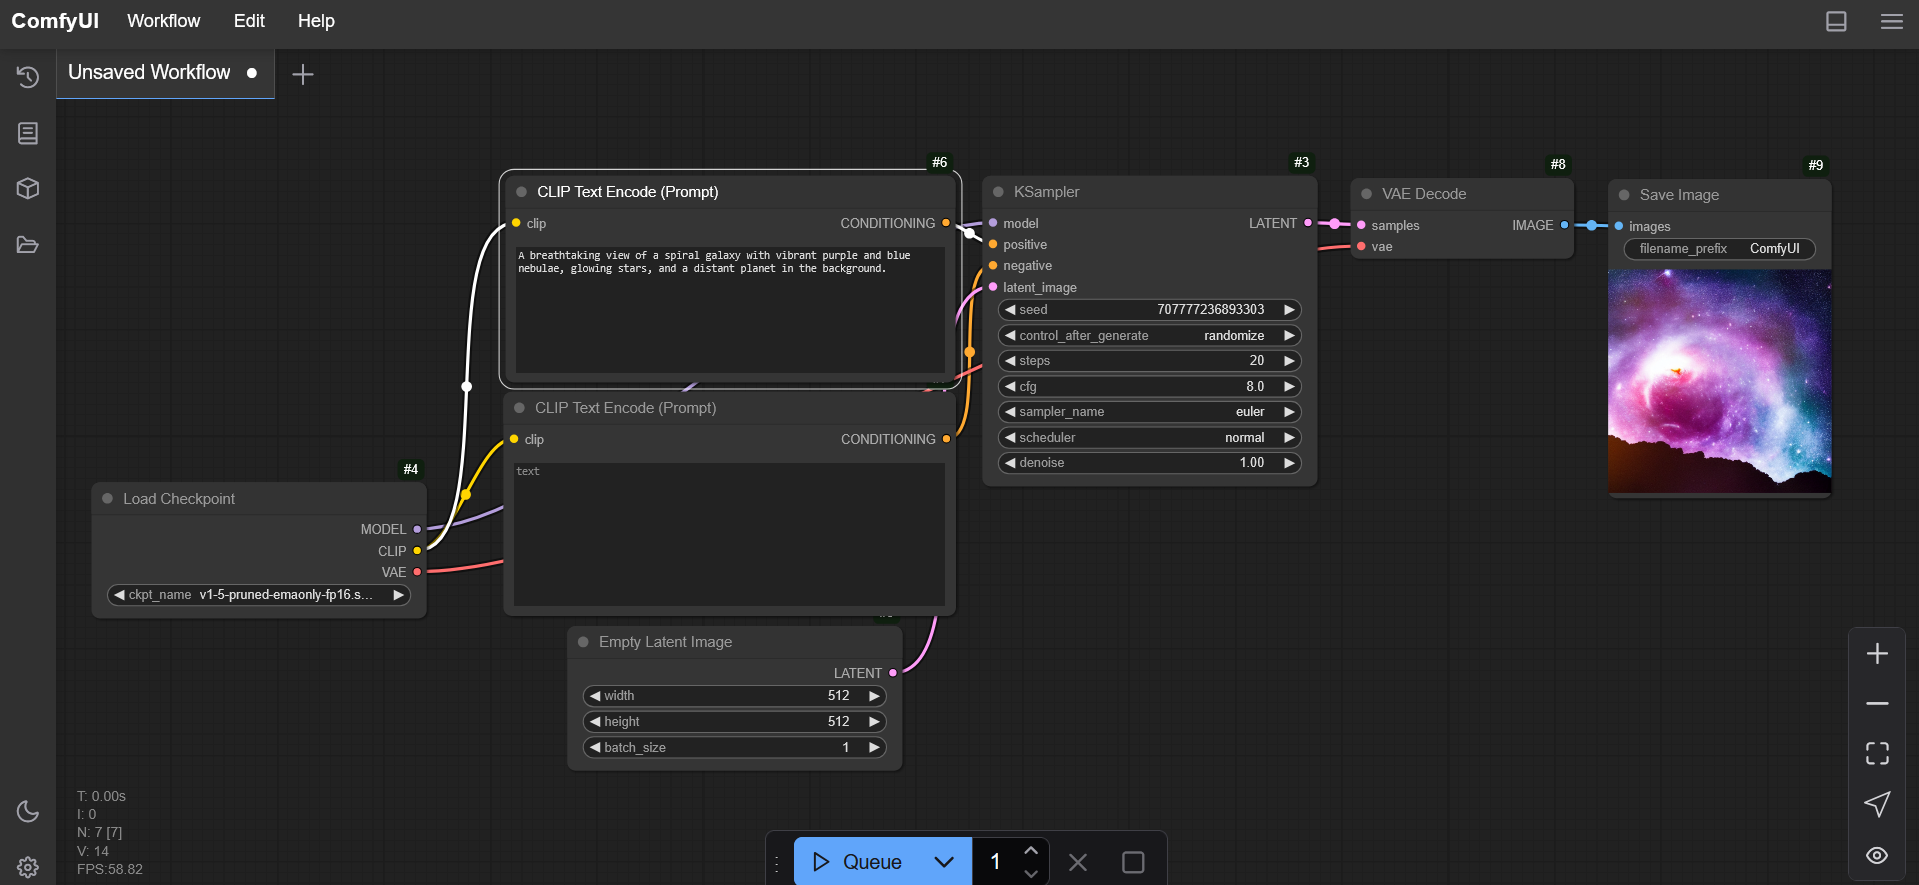 ComfyUI Workflow Edit Help
Unsaved Workflow
#6
CLIP Text Encode (Prompt)
clip CONDITIONING
A breathtaking view of a spiral galaxy with vibrant purple and blue
nebulae, glowing stars, and a distant planet in the background.
CLIP Text Encode (Prompt)
clip CONDITIONING
text
#4
Load Checkpoint
MODEL
CLIP
VAE
ckpt_name v1-5-pruned-emaonly-fp16.s...
Empty Latent Image
LATENT
width 512
height 512
batch_size 1
#3
KSampler
model LATENT
positive
negative
latent_image
seed 707777236893303
control_after_generate randomize
steps 20
cfg 8.0
sampler_name euler
scheduler normal
denoise 1.00
#8
VAE Decode
samples IMAGE
vae
#9
Save Image
images
filename_prefix ComfyUI
T: 0.00s
I: 0
N: 7 [7]
V: 14
FPS:58.82
Queue 1